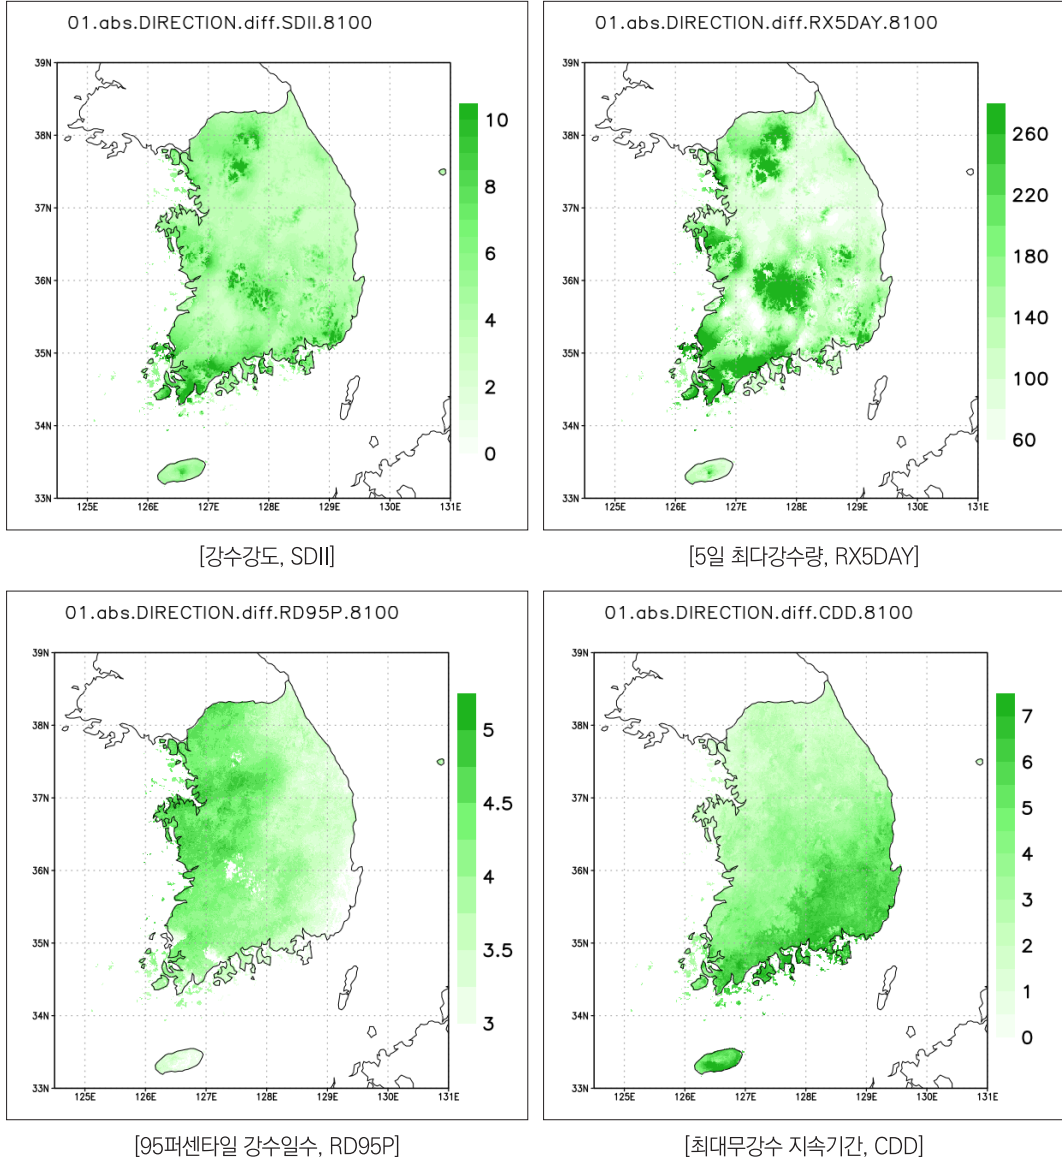 01.abs.DIRECTION.diff.SDII.8100
39N
38N
37N
36N
35N
34N
33N
125E 126E 127E 128E 129E 130E 131E
10
8
6
4
2
0
[강수강도, SDII]
01.abs.DIRECTION.diff.RX5DAY.8100
39N
38N
37N
36N
35N
34N
33N
125E 126E 127E 128E 129E 130E 131E
260
220
180
140
100
60
[5일 최다강수량, RX5DAY]
01.abs.DIRECTION.diff.RD95P.8100
39N
38N
37N
36N
35N
34N
33N
125E 126E 127E 128E 129E 130E 131E
5
4.5
4
3.5
3
[95퍼센타일 강수일수, RD95P]
01.abs.DIRECTION.diff.CDD.8100
39N
38N
37N
36N
35N
34N
33N
125E 126E 127E 128E 129E 130E 131E
7
6
5
4
3
2
1
0
[최대무강수 지속기간, CDD]